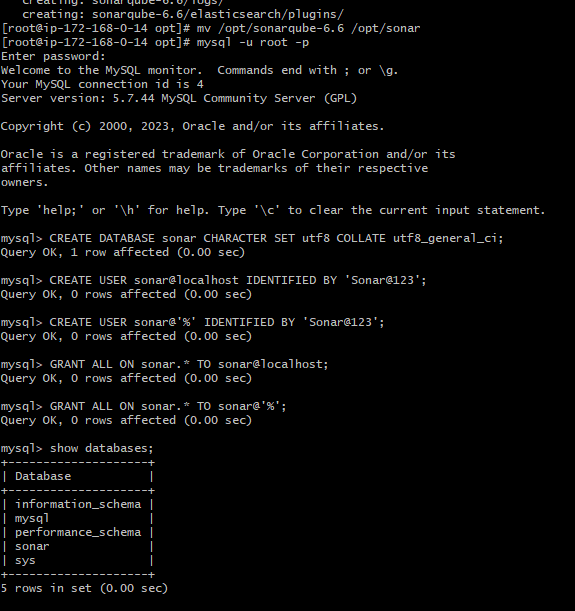 creating: sonarqube-6.6/logs/
creating: sonarqube-6.6/elasticsearch/plugins/
[root@ip-172-168-0-14 opt]# mv /opt/sonarqube-6.6 /opt/sonar
[root@ip-172-168-0-14 opt]# mysql -u root -p
Enter password:
Welcome to the MySQL monitor.  Commands end with ; or \g.
Your MySQL connection id is 4
Server version: 5.7.44 MySQL Community Server (GPL)

Copyright (c) 2000, 2023, Oracle and/or its affiliates.

Oracle is a registered trademark of Oracle Corporation and/or its
affiliates. Other names may be trademarks of their respective
owners.

Type 'help;' or '\h' for help. Type '\c' to clear the current input statement.

mysql> CREATE DATABASE sonar CHARACTER SET utf8 COLLATE utf8_general_ci;
Query OK, 1 row affected (0.00 sec)

mysql> CREATE USER sonar@localhost IDENTIFIED BY 'Sonar@123';
Query OK, 0 rows affected (0.00 sec)

mysql> CREATE USER sonar@'%' IDENTIFIED BY 'Sonar@123';
Query OK, 0 rows affected (0.00 sec)

mysql> GRANT ALL ON sonar.* TO sonar@localhost;
Query OK, 0 rows affected (0.00 sec)

mysql> GRANT ALL ON sonar.* TO sonar@'%';
Query OK, 0 rows affected (0.00 sec)

mysql> show databases;
+--------------------+
| Database           |
+--------------------+
| information_schema |
| mysql              |
| performance_schema |
| sonar              |
| sys                |
+--------------------+
5 rows in set (0.00 sec)